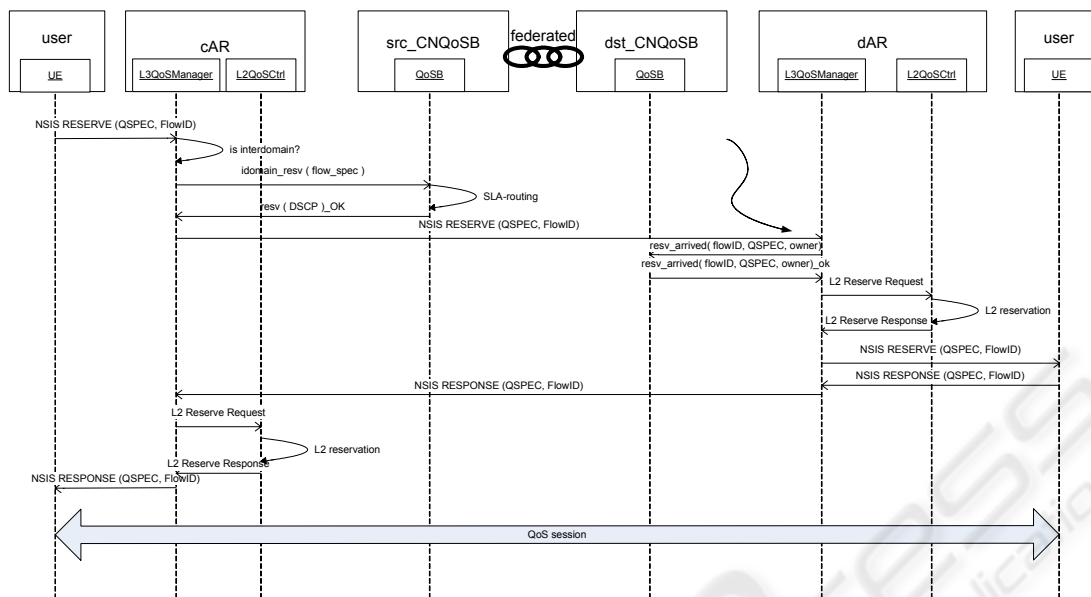 user
cAR
src_CNQoSB
federated
dst_CNQoSB
dAR
user
UE
L3QoSManager
L2QoSCtrl
QoSB
QoSB
L3QoSManager
L2QoSCtrl
UE
NSIS RESERVE (QSPEC, FlowID)
is interdomain?
idomain_resv ( flow_spec )
SLA-routing
resv ( DSCP )_OK
NSIS RESERVE (QSPEC, FlowID)
resv_arrived( flowID, QSPEC, owner)
resv_arrived( flowID, QSPEC, owner)_ok
L2 Reserve Request
L2 reservation
L2 Reserve Response
NSIS RESERVE (QSPEC, FlowID)
NSIS RESPONSE (QSPEC, FlowID)
NSIS RESPONSE (QSPEC, FlowID)
L2 Reserve Request
L2 reservation
L2 Reserve Response
NSIS RESPONSE (QSPEC, FlowID)
QoS session